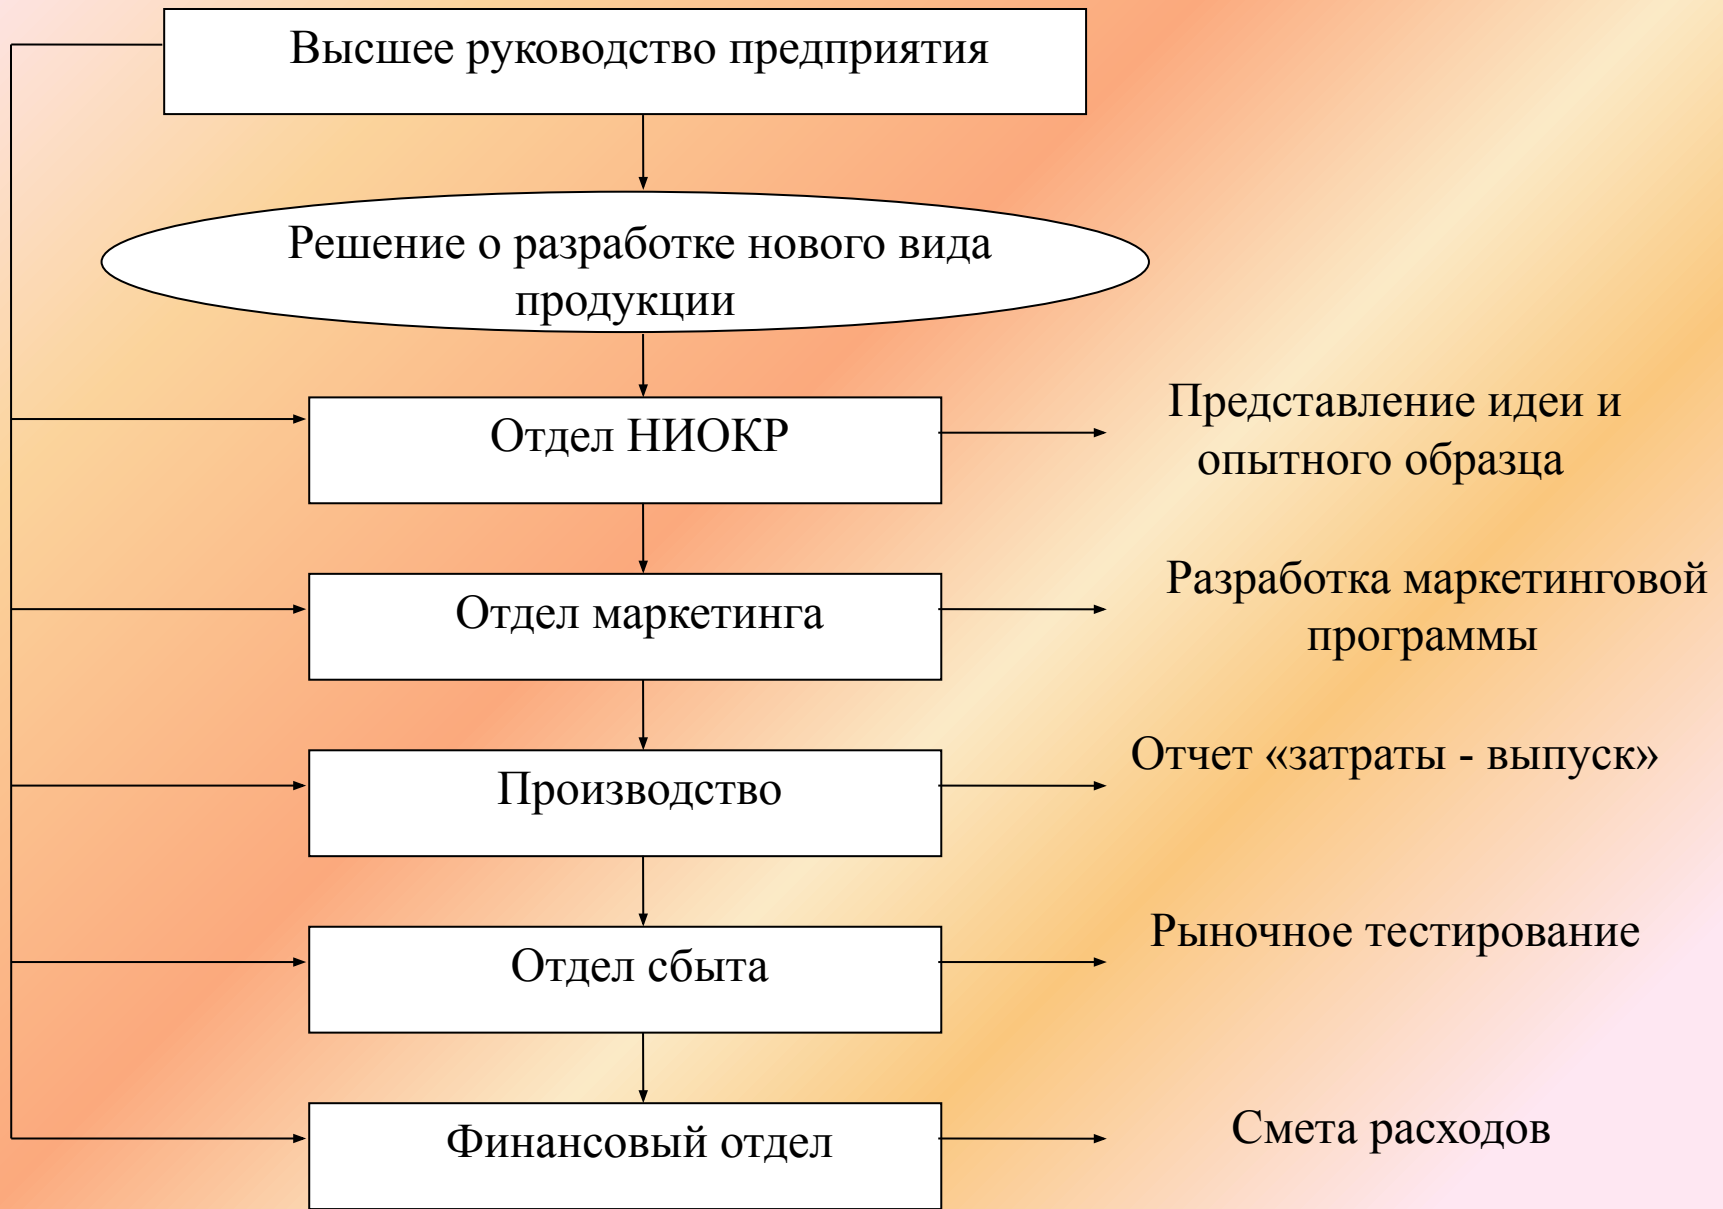 Высшее руководство предприятия
Решение о разработке нового вида
продукции
Отдел НИОКР
Представление идеи и
опытного образца
Отдел маркетинга
Разработка маркетинговой
программы
Производство
Отчет «затраты - выпуск»
Отдел сбыта
Рыночное тестирование
Финансовый отдел
Смета расходов